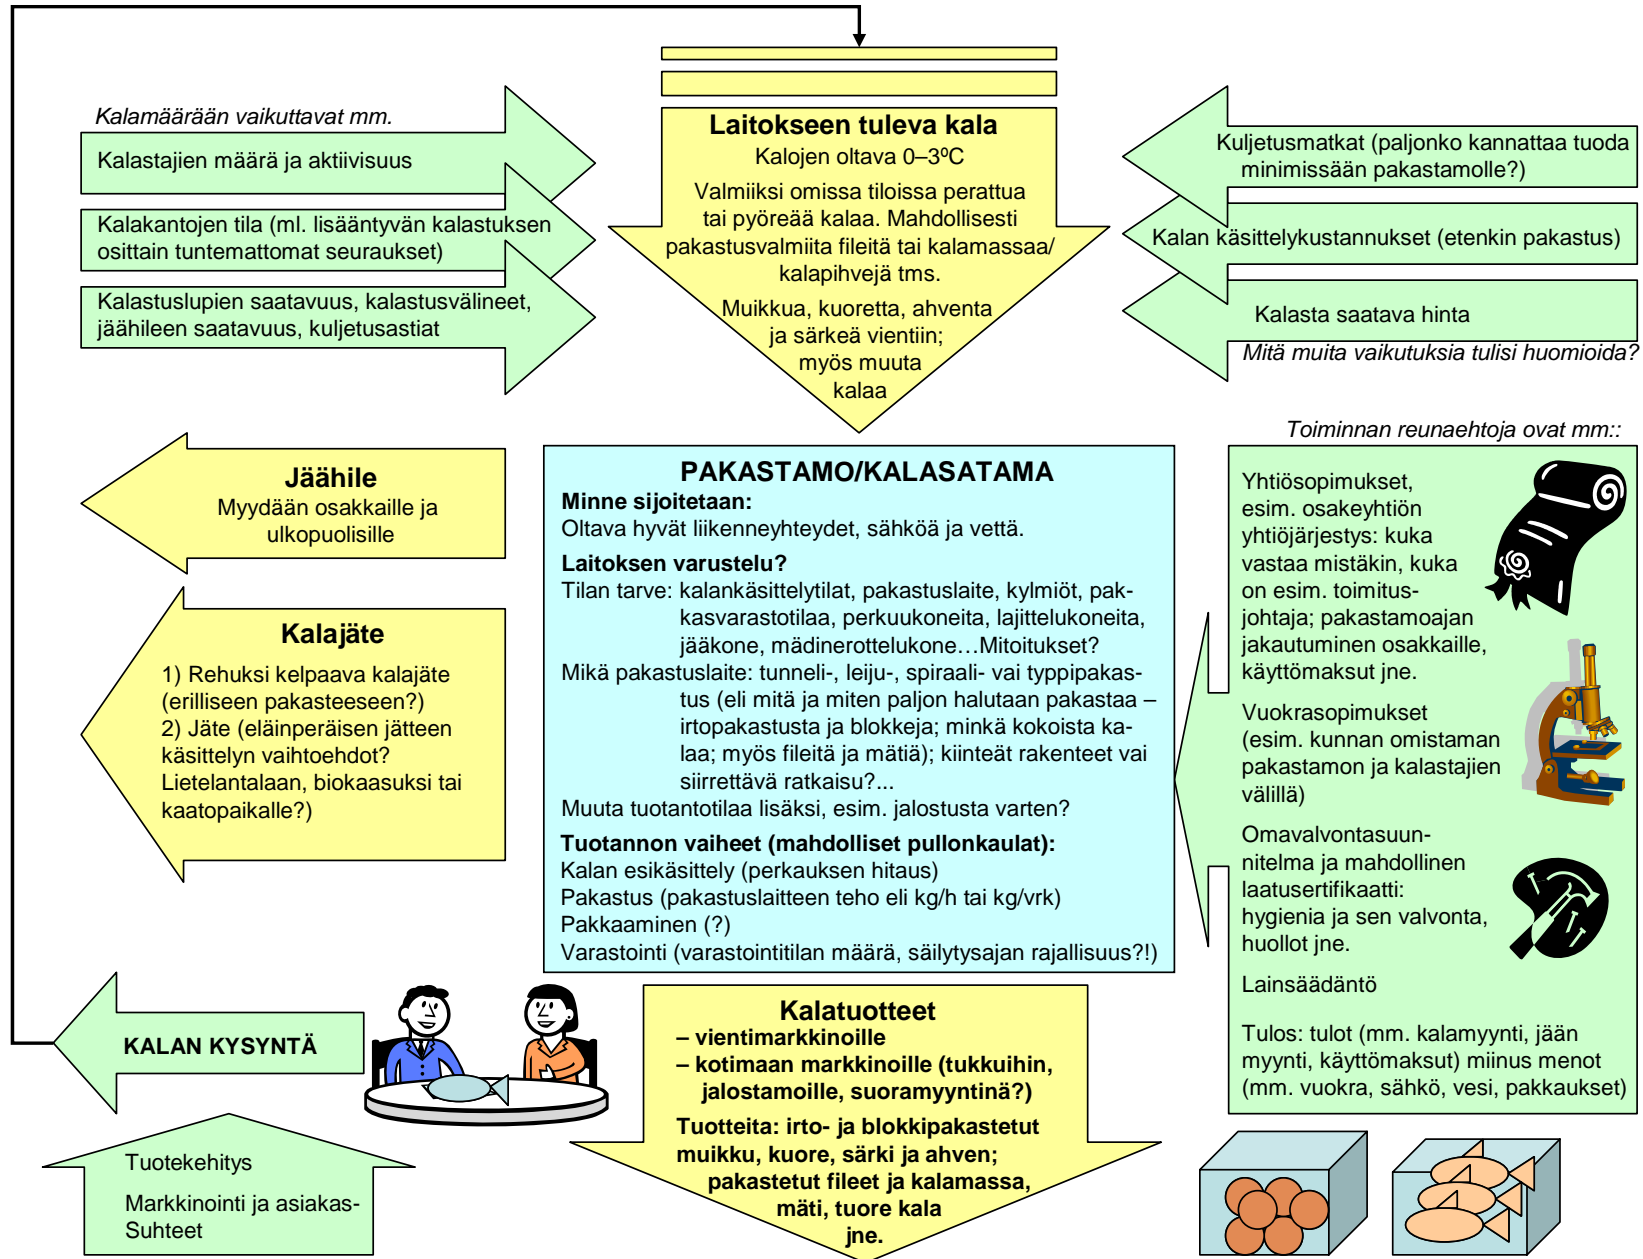 Kalamäärään vaikuttavat mm.
Kalastajien määrä ja aktiivisuus
Kalakantojen tila (ml. lisääntyvän kalastuksen
osittain tuntemattomat seuraukset)
Kalastuslupien saatavuus, kalastusvälineet,
jäähileen saatavuus, kuljetusastiat
Laitokseen tuleva kala
Kalojen oltava 0–3ºC
Valmiiksi omissa tiloissa perattua
tai pyöreää kalaa. Mahdollisesti
pakastusvalmiita fileitä tai kalamassaa/
kalapihvejä tms.
Muikkua, kuoretta, ahventa
ja särkeä vientiin;
myös muuta
kalaa
Kuljetusmatkat (paljonko kannattaa tuoda
minimissään pakastamolle?)
Kalan käsittelykustannukset (etenkin pakastus)
Kalasta saatava hinta
Mitä muita vaikutuksia tulisi huomioida?
Jäähile
Myydään osakkaille ja
ulkopuolisille
Kalajäte
1) Rehuksi kelpaava kalajäte
(erilliseen pakasteeseen?)
2) Jäte (eläinperäisen jätteen
käsittelyn vaihtoehdot?
Lietelantalaan, biokaasuksi tai
kaatopaikalle?)
PAKASTAMO/KALASATAMA
Minne sijoitetaan:
Oltava hyvät liikenneyhteydet, sähköä ja vettä.
Laitoksen varustelu?
Tilan tarve: kalankäsittelytilat, pakastuslaite, kylmiöt, pak-
kasvarastotilaa, perkuukoneita, lajittelukoneita,
jääkone, mädinerottelukone…Mitoitukset?
Mikä pakastuslaite: tunneli-, leiju-, spiraali- vai typpipakas-
tus (eli mitä ja miten paljon halutaan pakastaa –
irtopakastusta ja blokkeja; minkä kokoista ka-
laa; myös fileitä ja mätiä); kiinteät rakenteet vai
siirrettävä ratkaisu?...
Muuta tuotantotilaa lisäksi, esim. jalostusta varten?
Tuotannon vaiheet (mahdolliset pullonkaulat):
Kalan esikäsittely (perkauksen hitaus)
Pakastus (pakastuslaitteen teho eli kg/h tai kg/vrk)
Pakkaaminen (?)
Varastointi (varastointitilan määrä, säilytysajan rajallisuus?!)
Toiminnan reunaehtoja ovat mm::
Yhtiösopimukset,
esim. osakeyhtiön
yhtiöjärjestys: kuka
vastaa mistäkin, kuka
on esim. toimitus-
johtaja; pakastamoajan
jakautuminen osakkaille,
käyttömaksut jne.
Vuokrasopimukset
(esim. kunnan omistaman
pakastamon ja kalastajien
välillä)
Omavalvontasuun-
nitelma ja mahdollinen
laatusertifikaatti:
hygienia ja sen valvonta,
huollot jne.
Lainsäädäntö
Tulos: tulot (mm. kalamyynti, jään
myynti, käyttömaksut) miinus menot
(mm. vuokra, sähkö, vesi, pakkaukset)
KALAN KYSYNTÄ
Tuotekehitys
Markkinointi ja asiakas-
Suhteet
Kalatuotteet
– vientimarkkinoille
– kotimaan markkinoille (tukkuihin,
jalostamoille, suoramyyntinä?)
Tuotteita: irto- ja blokkipakastetut
muikku, kuore, särki ja ahven;
pakastetut fileet ja kalamassa,
mäti, tuore kala
jne.